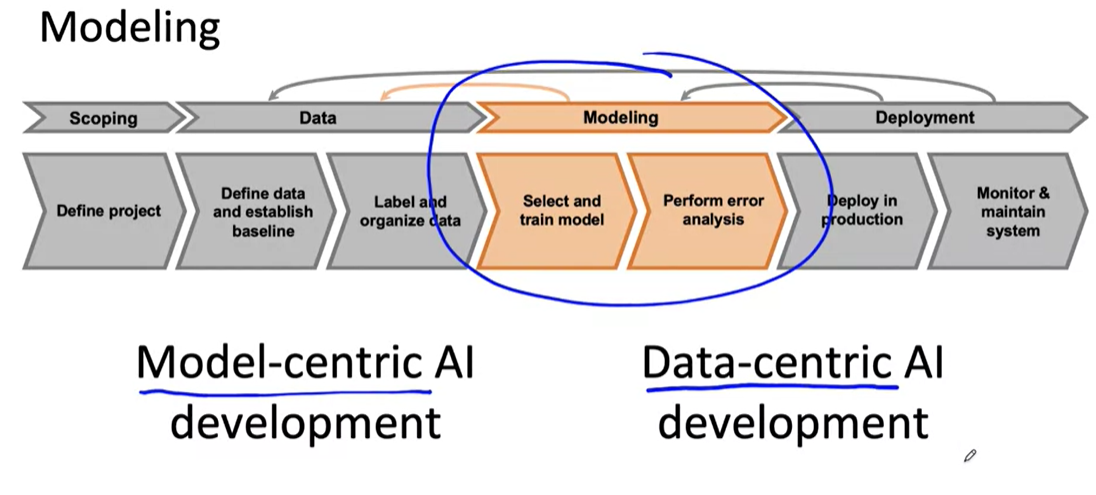 Modeling
Scoping
Data
Modeling
Deployment
Define project
Define data
and establish
baseline
Label and
organize data
Select and
train model
Perform error
analysis
Deploy in
production
Monitor &
maintain
system
Model-centric AI
development
Data-centric AI
development